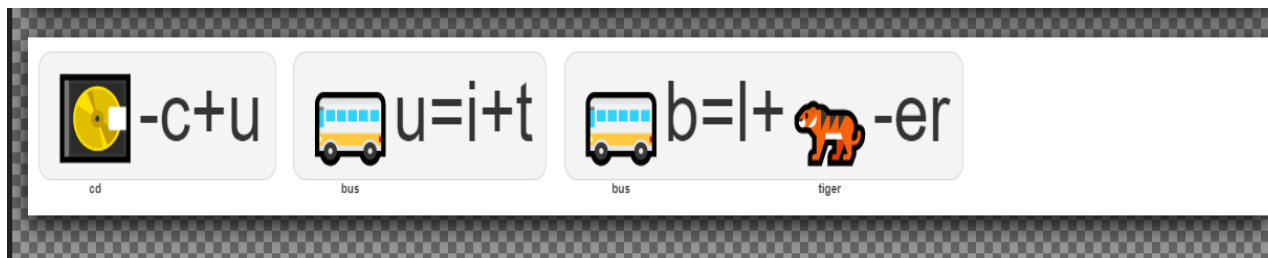 -c+u u=i+t b=l+ -er
cd bus bus tiger